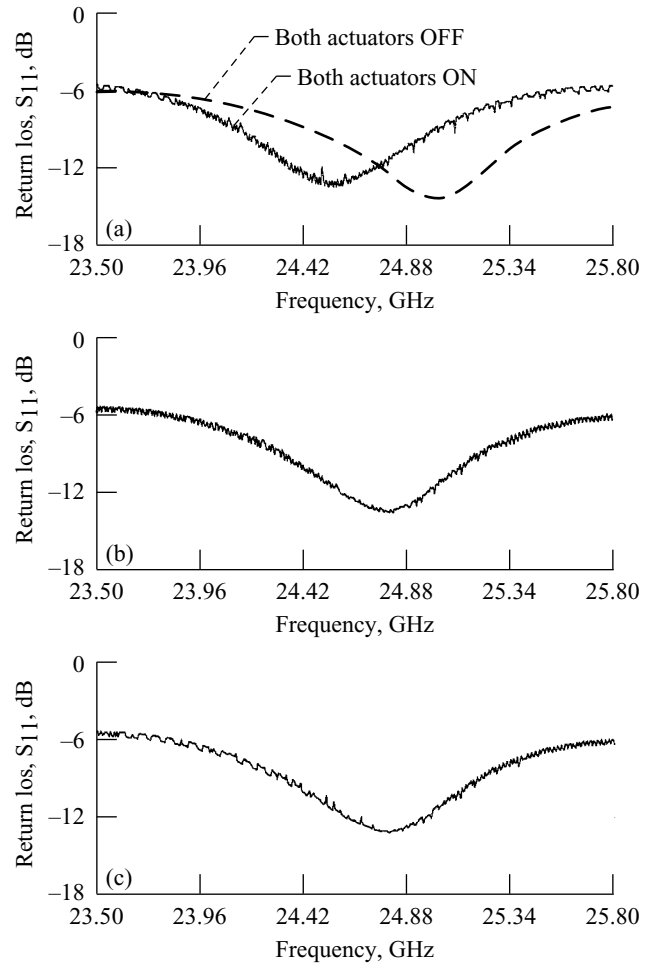 0
Both actuators OFF
Both actuators ON
–6
–12
–18
Return los, S11, dB
(a)
23.50 23.96 24.42 24.88 25.34 25.80
Frequency, GHz
0
–6
–12
–18
Return los, S11, dB
(b)
23.50 23.96 24.42 24.88 25.34 25.80
Frequency, GHz
0
–6
–12
–18
Return los, S11, dB
(c)
23.50 23.96 24.42 24.88 25.34 25.80
Frequency, GHz